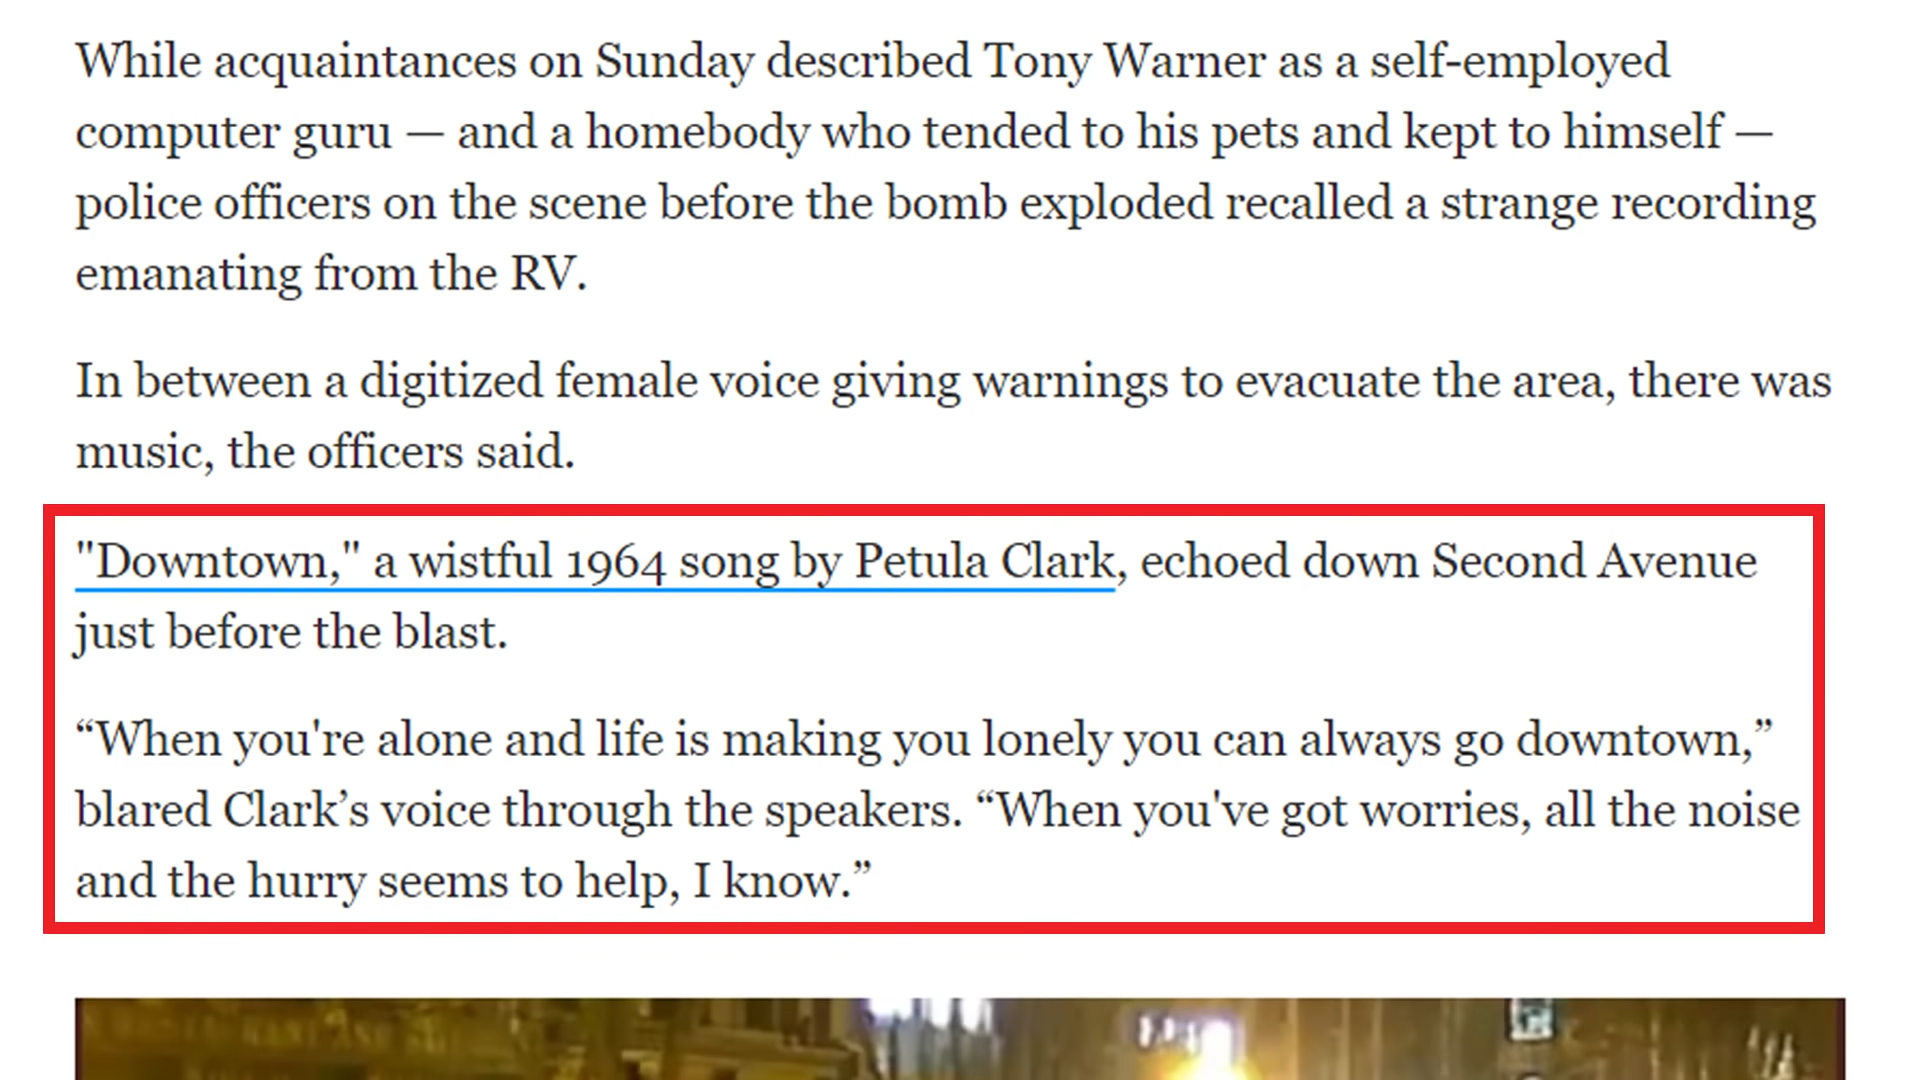 While acquaintances on Sunday described Tony Warner as a self-employed
computer guru — and a homebody who tended to his pets and kept to himself —
police officers on the scene before the bomb exploded recalled a strange recording
emanating from the RV.
In between a digitized female voice giving warnings to evacuate the area, there was
music, the officers said.
"Downtown," a wistful 1964 song by Petula Clark, echoed down Second Avenue
just before the blast.
“When you're alone and life is making you lonely you can always go downtown,”
blared Clark’s voice through the speakers. “When you've got worries, all the noise
and the hurry seems to help, I know.”